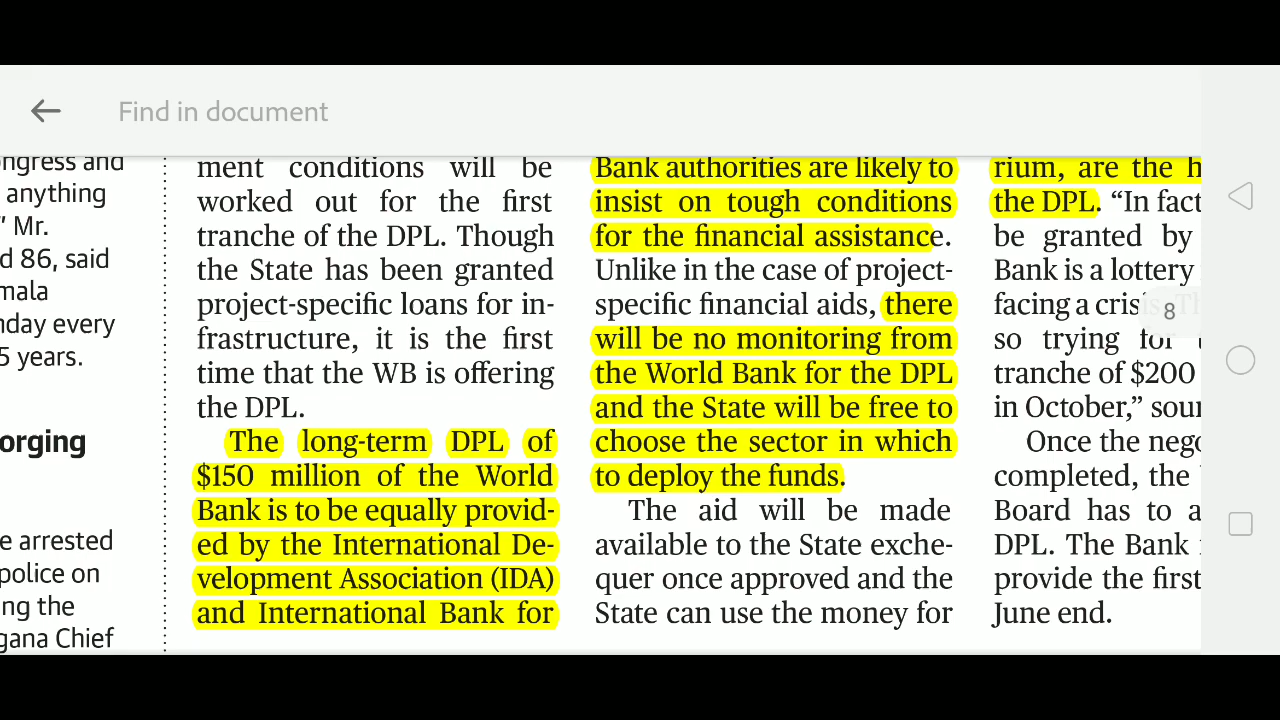 Find in document
ngress and
anything
" Mr.
d 86, said
mala
nday every
5 years.
orging
e arrested
police on
ng the
gana Chief
ment conditions will be
worked out for the first
tranche of the DPL. Though
the State has been granted
project-specific loans for in-
frastructure, it is the first
time that the WB is offering
the DPL.
The long-term DPL of
$150 million of the World
Bank is to be equally provid-
ed by the International De-
velopment Association (IDA)
and International Bank for
Bank authorities are likely to
insist on tough conditions
for the financial assistance.
Unlike in the case of project-
specific financial aids, there
will be no monitoring from
the World Bank for the DPL
and the State will be free to
choose the sector in which
to deploy the funds.
The aid will be made
available to the State exche-
quer once approved and the
State can use the money for
rium, are the h
the DPL. “In fact
be granted by
Bank is a lottery
facing a cris
so trying for
tranche of $200
in October,” sour
Once the nego
completed, the
Board has to a
DPL. The Bank
provide the first
June end.
8